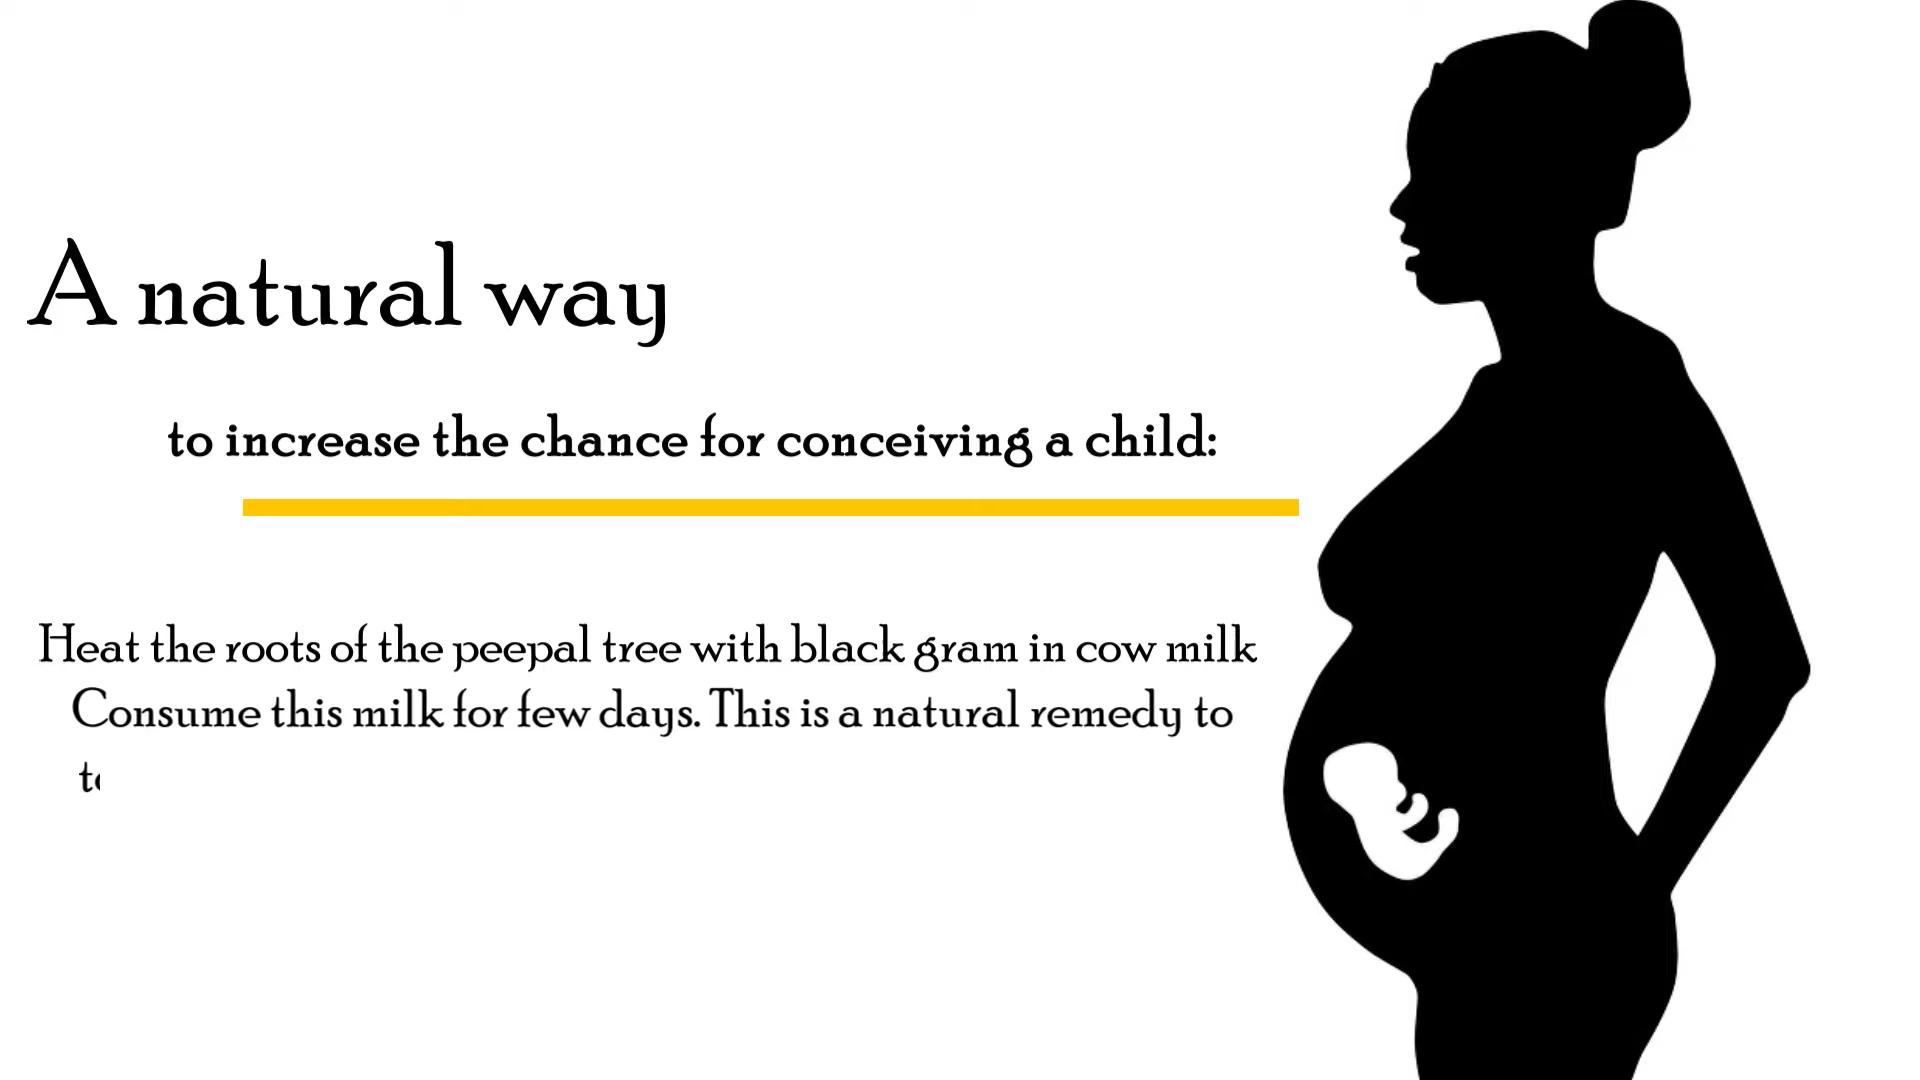 A natural way
to increase the chance for conceiving a child:
Heat the roots of the peepal tree with black gram in cow milk
Consume this milk for few days. This is a natural remedy to